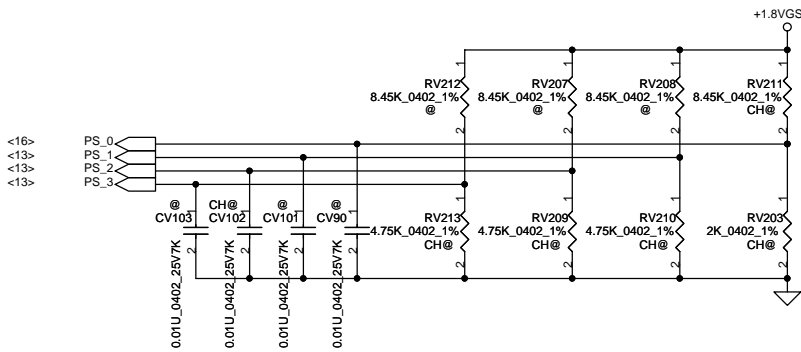 +1.8VGS
1
RV212
8.45K_0402_1%
@
2
1
RV207
8.45K_0402_1%
@
2
1
RV208
8.45K_0402_1%
@
2
1
RV211
8.45K_0402_1%
CH@
2
<16> PS_0
<13> PS_1
<13> PS_2
<13> PS_3
@
CV103
1
2
0.01U_0402_25V7K
CH@
CV102
1
2
0.01U_0402_25V7K
@
CV101
1
2
0.01U_0402_25V7K
@
CV90
1
2
0.01U_0402_25V7K
1
RV213
4.75K_0402_1%
CH@
2
1
RV209
4.75K_0402_1%
CH@
2
1
RV210
4.75K_0402_1%
CH@
2
1
RV203
2K_0402_1%
CH@
2